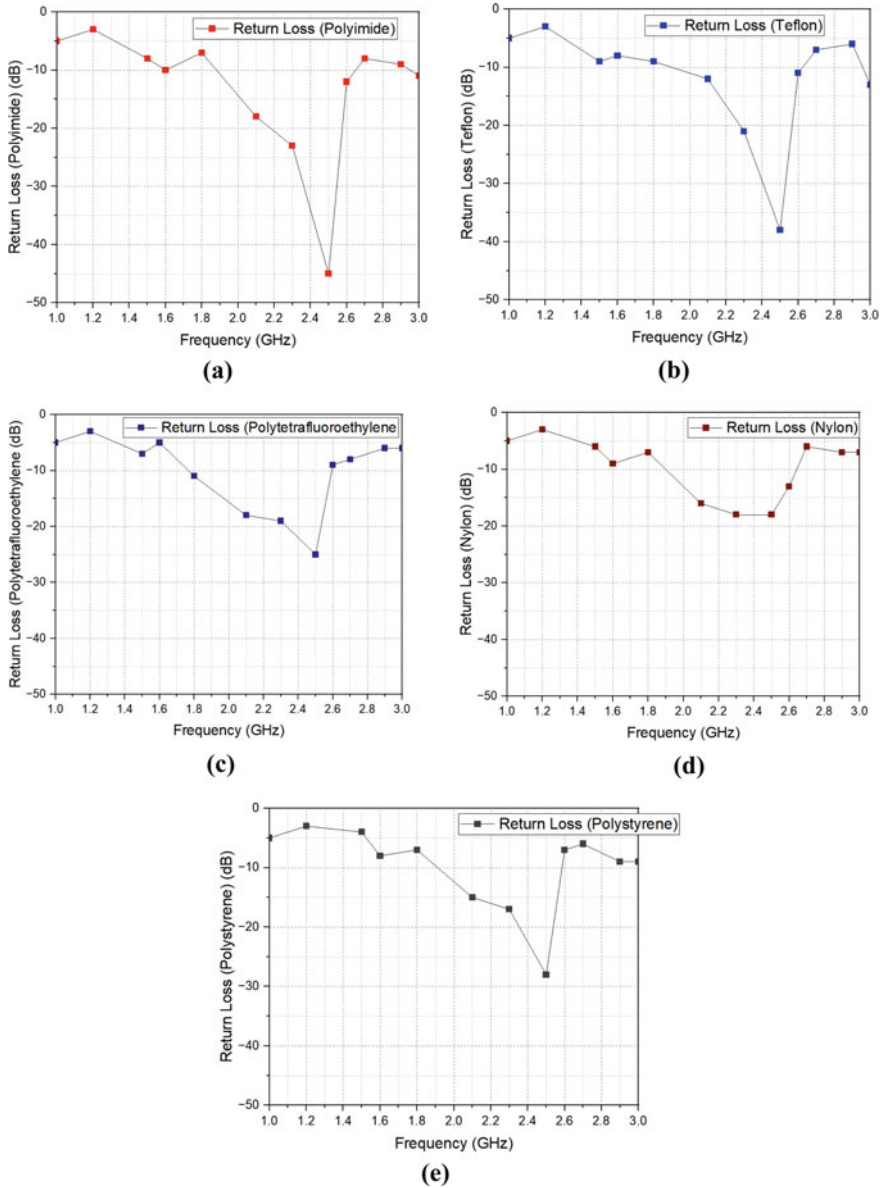 Return Loss (Polyimide)
Return Loss (Polyimide) (dB)
0
−10
−20
−30
−40
−50
1.0 1.2 1.4 1.6 1.8 2.0 2.2 2.4 2.6 2.8 3.0
Frequency (GHz)
(a)
Return Loss (Teflon)
Return Loss (Teflon) (dB)
0
−10
−20
−30
−40
−50
1.0 1.2 1.4 1.6 1.8 2.0 2.2 2.4 2.6 2.8 3.0
Frequency (GHz)
(b)
Return Loss (Polytetrafluoroethylene
Return Loss (Polytetrafluoroethylene (dB)
0
−10
−20
−30
−40
−50
1.0 1.2 1.4 1.6 1.8 2.0 2.2 2.4 2.6 2.8 3.0
Frequency (GHz)
(c)
Return Loss (Nylon)
Return Loss (Nylon) (dB)
0
−10
−20
−30
−40
−50
1.0 1.2 1.4 1.6 1.8 2.0 2.2 2.4 2.6 2.8 3.0
Frequency (GHz)
(d)
Return Loss (Polystyrene)
Return Loss (Polystyrene) (dB)
0
−10
−20
−30
−40
−50
1.0 1.2 1.4 1.6 1.8 2.0 2.2 2.4 2.6 2.8 3.0
Frequency (GHz)
(e)